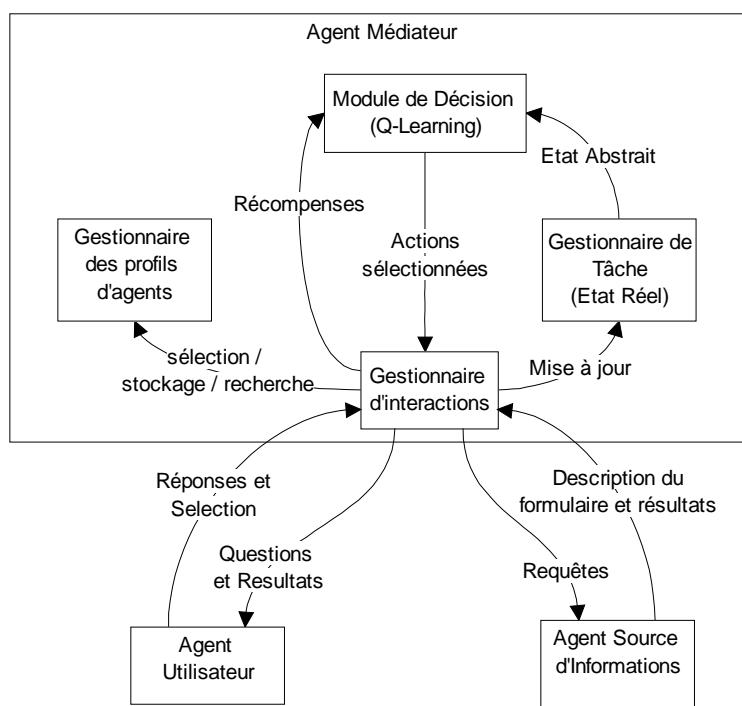 Agent Médiateur
Module de Décision
(Q-Learning)
Etat Abstrait
Récompenses
Gestionnaire
des profils
d'agents
Actions
sélectionnées
Gestionnaire de
Tâche
(Etat Réel)
sélection /
stockage / recherche
Gestionnaire
d'interactions
Mise à jour
Réponses et
Selection
Description du
formulaire et résultats
Questions
et Resultats
Requêtes
Agent
Utilisateur
Agent Source
d'Informations